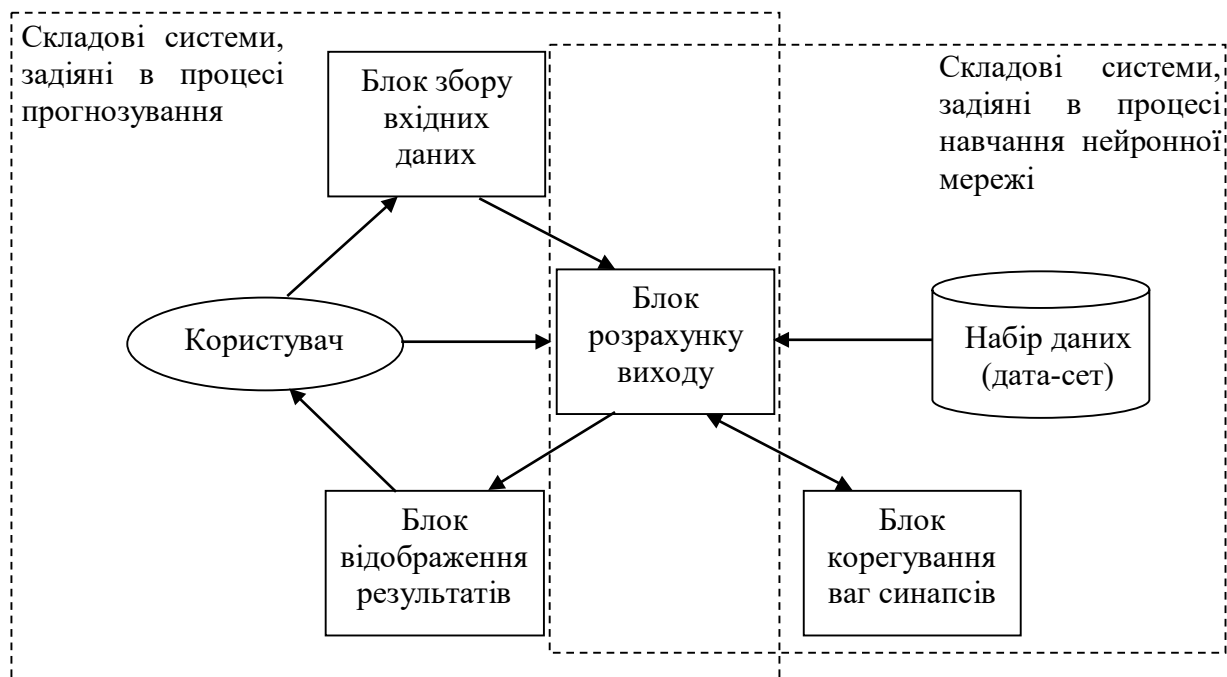 Складові системи,
задіяні в процесі
прогнозування
Блок збору
вхідних
даних
Складові системи,
задіяні в процесі
навчання нейронної
мережі
Користувач
Блок
розрахунку
виходу
Набір даних
(дата-сет)
Блок
відображення
результатів
Блок
корегування
ваг синапсів